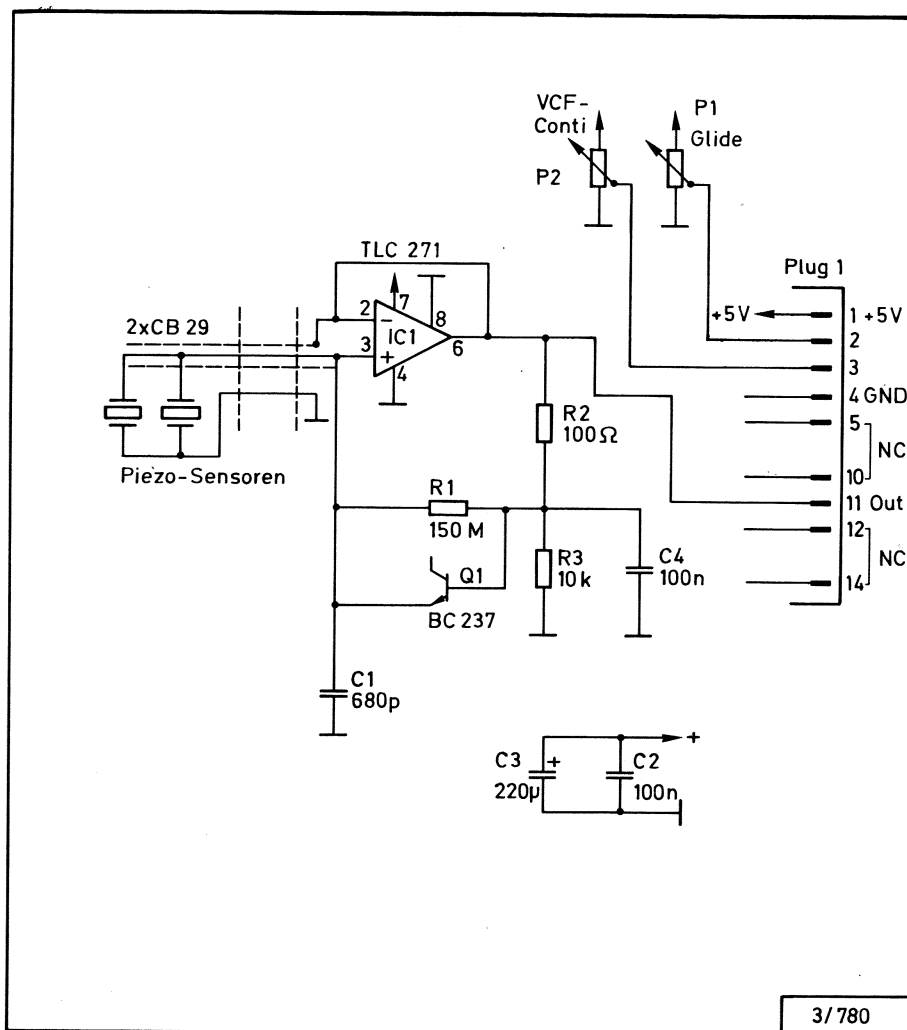 VCF-
Conti
P2
P1
Glide
TLC 271
Plug 1
2xCB 29
2
7
8
3
IC1
6
4
-
+
+5V
1 +5V
2
3
4 GND
5
NC
10
11 Out
12
NC
14
Piezo-Sensoren
R2
100Ω
R1
150 M
Q1
BC 237
R3
10k
C4
100n
C1
680p
+
C3
220µ
+
C2
100n
3/780